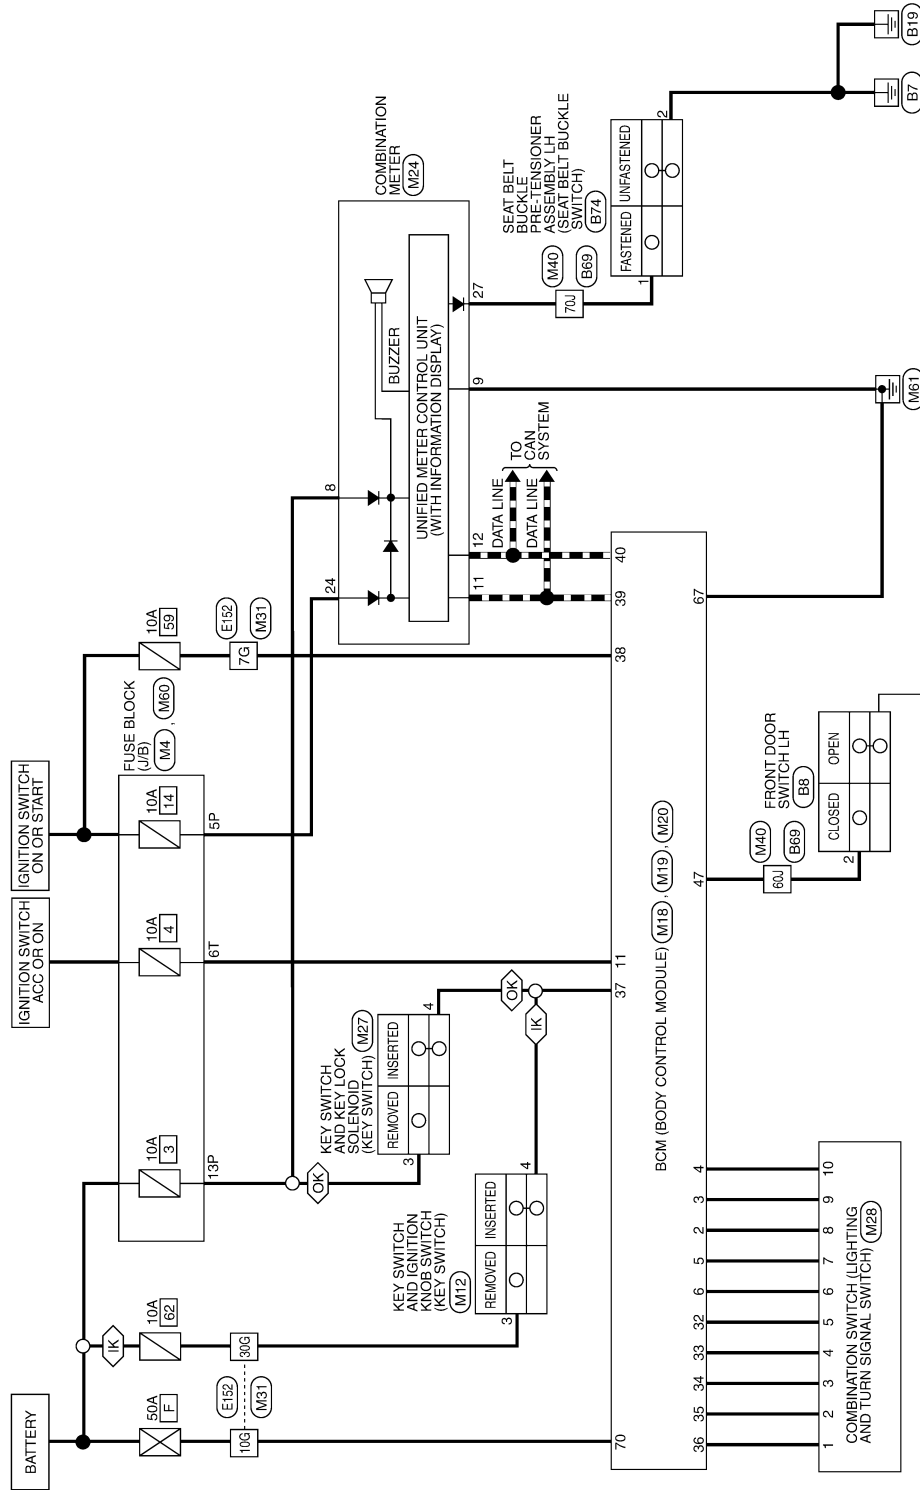 BATTERY
IGNITION SWITCH
ACC OR ON
IGNITION SWITCH
ON OR START
50A
F
IK
10A
62
10A
3
10A
4
10A
14
FUSE BLOCK
(J/B)
M4 , M60
10A
59
10G
E152
M31
30G
13P
6T
5P
7G
E152
M31
OK
KEY SWITCH
AND KEY LOCK
SOLENOID
(KEY SWITCH)
M27
REMOVED
INSERTED
3
4
OK
KEY SWITCH
AND IGNITION
KNOB SWITCH
(KEY SWITCH)
M12
REMOVED
INSERTED
3
4
IK
24
8
COMBINATION
METER
M24
BUZZER
UNIFIED METER CONTROL UNIT
(WITH INFORMATION DISPLAY)
11
12
9
27
DATA LINE
DATA LINE
TO
CAN
SYSTEM
70J
M40
B69
SEAT BELT
BUCKLE
PRE-TENSIONER
ASSEMBLY LH
(SEAT BELT BUCKLE
SWITCH)
B74
FASTENED
UNFASTENED
1
2
70
37
11
38
39
40
BCM (BODY CONTROL MODULE) M18 , M19 , M20
36
35
34
33
32
6
5
2
3
4
47
67
1
2
3
4
5
6
7
8
9
10
COMBINATION SWITCH (LIGHTING
AND TURN SIGNAL SWITCH)
M28
60J
M40
B69
FRONT DOOR
SWITCH LH
B8
CLOSED
OPEN
2
M61
B7
B19